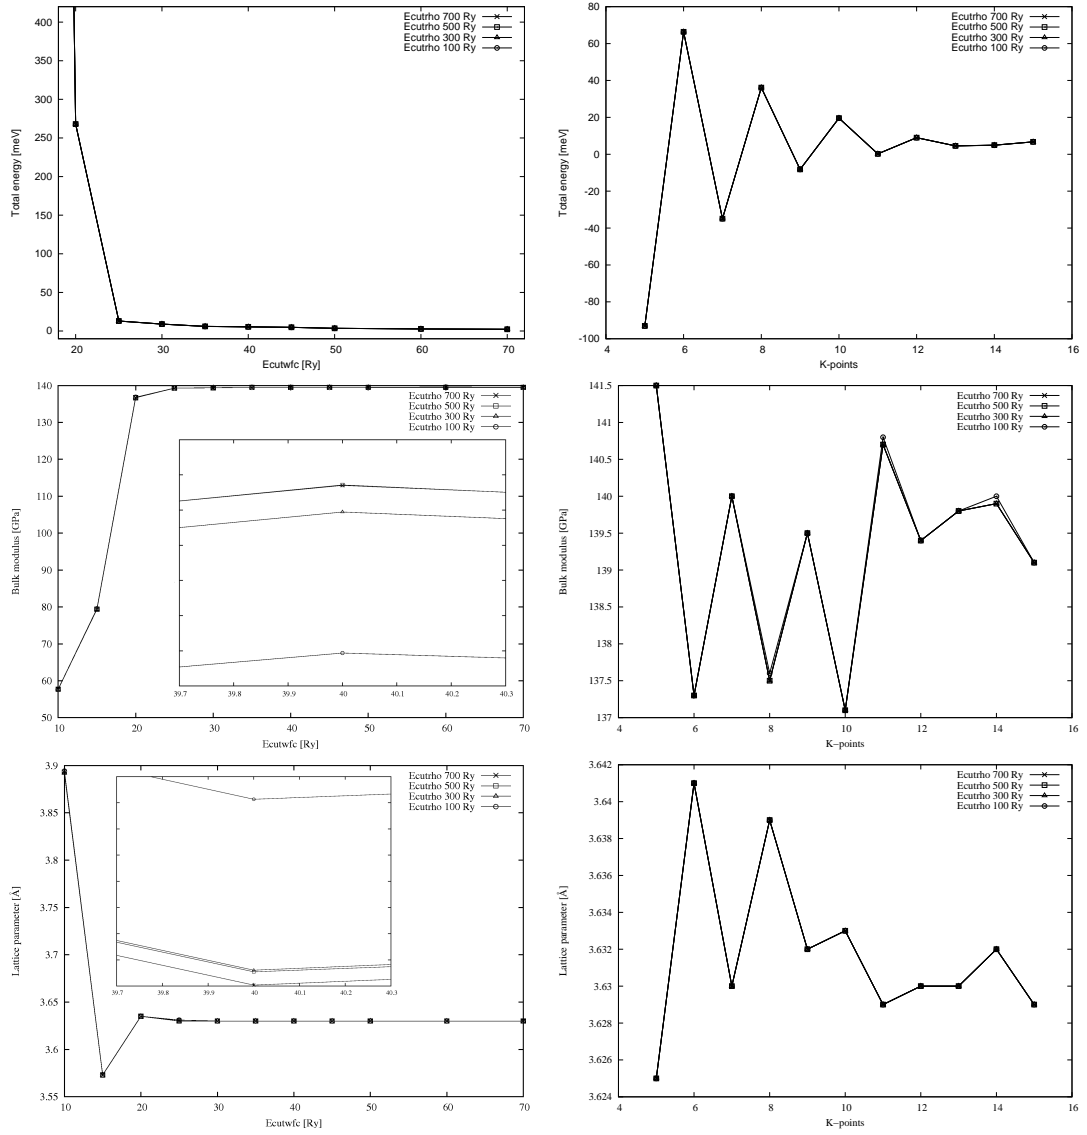 Ecutrho 700 Ry
Ecutrho 500 Ry
Ecutrho 300 Ry
Ecutrho 100 Ry
400
350
300
250
200
150
100
50
0
Total energy [meV]
20 30 40 50 60 70
Ecutwfc [Ry]
Ecutrho 700 Ry
Ecutrho 500 Ry
Ecutrho 300 Ry
Ecutrho 100 Ry
80
60
40
20
0
-20
-40
-60
-80
-100
Total energy [meV]
4 6 8 10 12 14 16
K-points
Ecutrho 700 Ry
Ecutrho 500 Ry
Ecutrho 300 Ry
Ecutrho 100 Ry
140
130
120
110
100
90
80
70
60
50
Bulk modulus [GPa]
39.7 39.8 39.9 40 40.1 40.2 40.3
10 20 30 40 50 60 70
Ecutwfc [Ry]
Ecutrho 700 Ry
Ecutrho 500 Ry
Ecutrho 300 Ry
Ecutrho 100 Ry
141.5
141
140.5
140
139.5
139
138.5
138
137.5
137
Bulk modulus [GPa]
4 6 8 10 12 14 16
K-points
Ecutrho 700 Ry
Ecutrho 500 Ry
Ecutrho 300 Ry
Ecutrho 100 Ry
3.9
3.85
3.8
3.75
3.7
3.65
3.6
3.55
Lattice parameter [Å]
39.7 39.8 39.9 40 40.1 40.2 40.3
10 20 30 40 50 60 70
Ecutwfc [Ry]
Ecutrho 700 Ry
Ecutrho 500 Ry
Ecutrho 300 Ry
Ecutrho 100 Ry
3.642
3.64
3.638
3.636
3.634
3.632
3.63
3.628
3.626
3.624
Lattice parameter [Å]
4 6 8 10 12 14 16
K-points